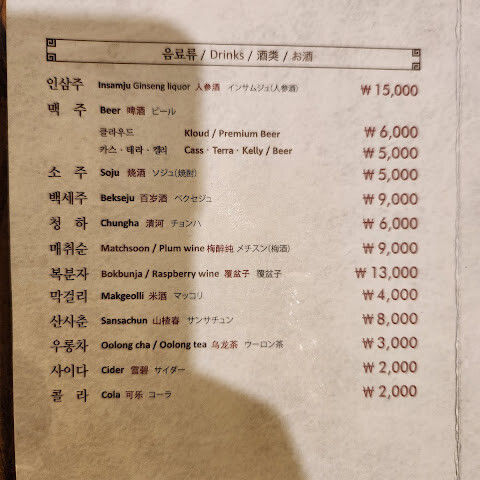 음료류 / Drinks / 酒类 / お酒
인삼주 Insamju Ginseng liquor 人参酒 インサムジュ(人参酒) ₩ 15,000
맥 주 Beer 啤酒 ビール
클라우드 Kloud / Premium Beer ₩ 6,000
카스 · 테라 · 켈리 Cass · Terra · Kelly / Beer ₩ 5,000
소 주 Soju 烧酒 ソジュ(焼酎) ₩ 5,000
백세주 Bekseju 百岁酒 ベクセジュ ₩ 9,000
청 하 Chungha 清河 チョンハ ₩ 6,000
매취순 Matchsoon / Plum wine 梅醉纯 メチスン(梅酒) ₩ 9,000
복분자 Bokbunja / Raspberry wine 覆盆子 覆盆子 ₩ 13,000
막걸리 Makgeolli 米酒 マッコリ ₩ 4,000
산사춘 Sansachun 山楂春 サンサチュン ₩ 8,000
우롱차 Oolong cha / Oolong tea 乌龙茶 ウーロン茶 ₩ 3,000
사이다 Cider 雪碧 サイダー ₩ 2,000
콜 라 Cola 可乐 コーラ ₩ 2,000